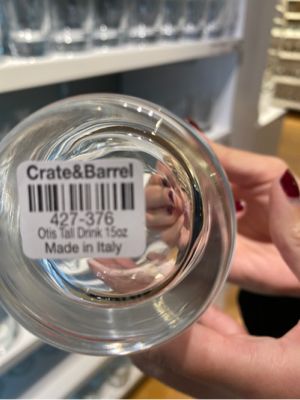 Crate&Barrel
427-376
Otis Tall Drink 15oz
Made in Italy